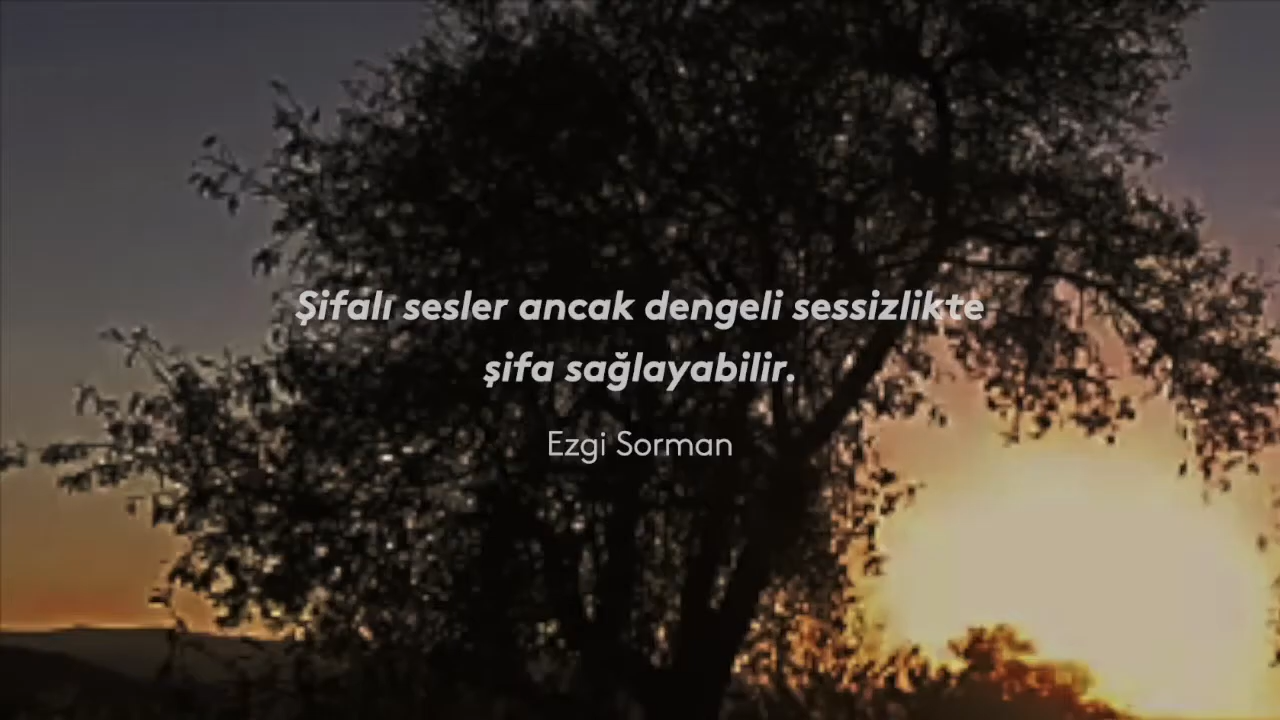 Şifalı sesler ancak dengeli sessizlikte
şifa sağlayabilir.
Ezgi Sorman